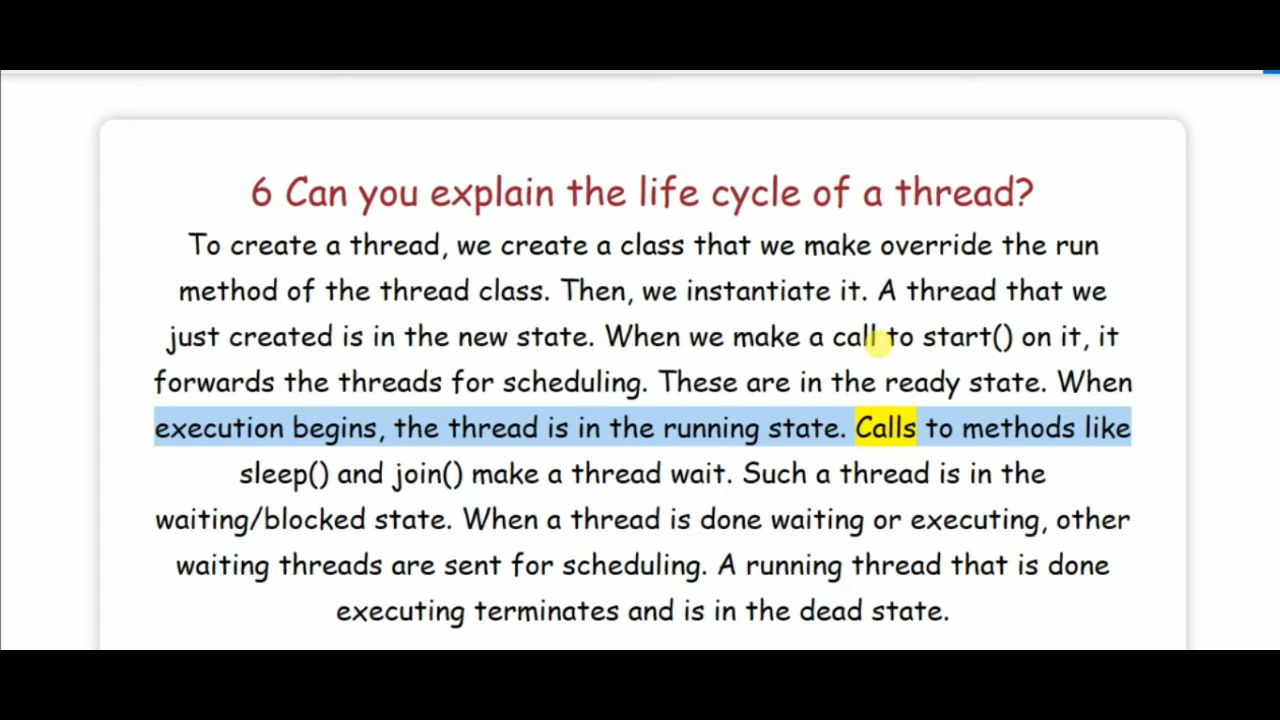 6 Can you explain the life cycle of a thread?
To create a thread, we create a class that we make override the run
method of the thread class. Then, we instantiate it. A thread that we
just created is in the new state. When we make a call to start() on it, it
forwards the threads for scheduling. These are in the ready state. When
execution begins, the thread is in the running state. Calls to methods like
sleep() and join() make a thread wait. Such a thread is in the
waiting/blocked state. When a thread is done waiting or executing, other
waiting threads are sent for scheduling. A running thread that is done
executing terminates and is in the dead state.